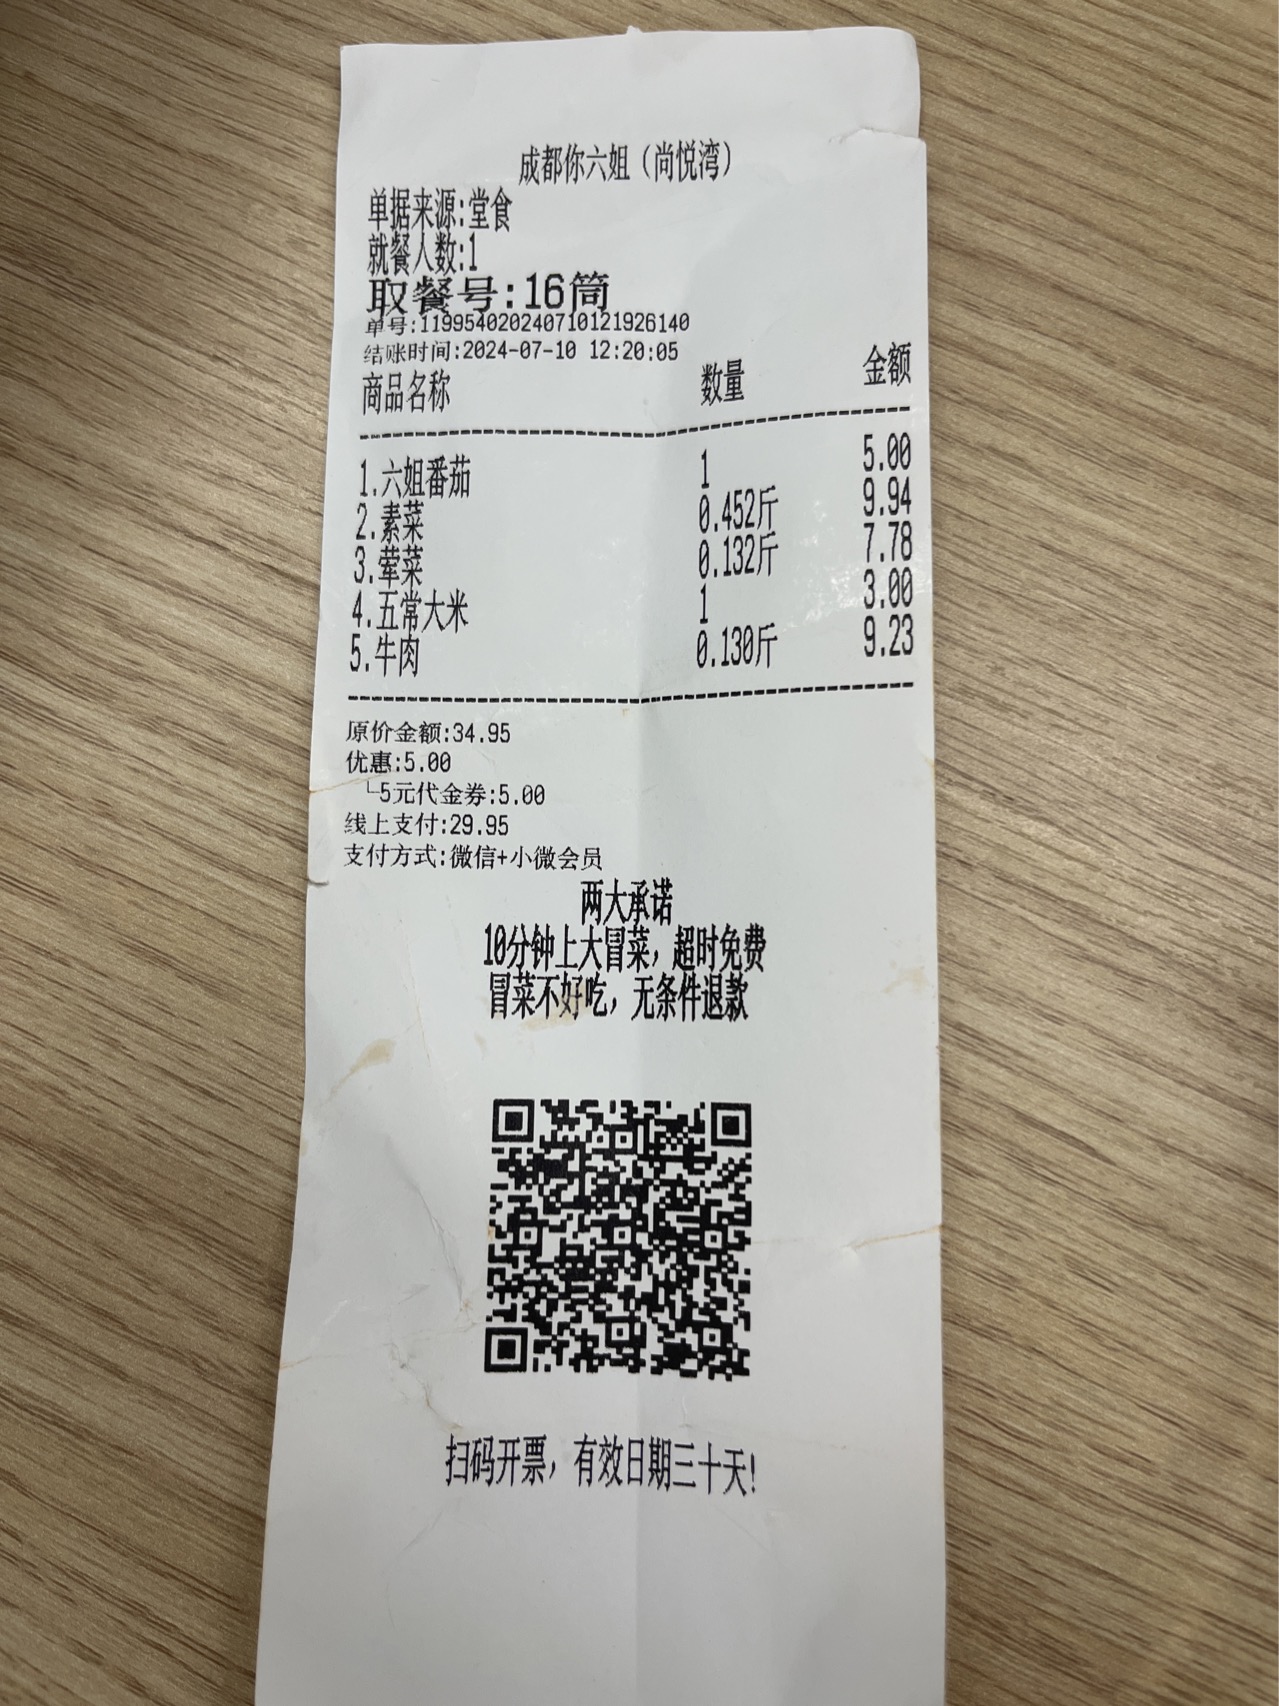 成都你六姐（尚悦湾）
单据来源:堂食
就餐人数:1
取餐号:16筒
单号:119954020240710121926140
结账时间:2024-07-10 12:20:05
商品名称 数量 金额
1.六姐番茄 1 5.00
2.素菜 0.452斤 9.94
3.荤菜 0.132斤 7.78
4.五常大米 1 3.00
5.牛肉 0.130斤 9.23
原价金额:34.95
优惠:5.00
└5元代金券:5.00
线上支付:29.95
支付方式:微信+小微会员
两大承诺
10分钟上大冒菜，超时免费
冒菜不好吃，无条件退款
扫码开票，有效日期三十天!